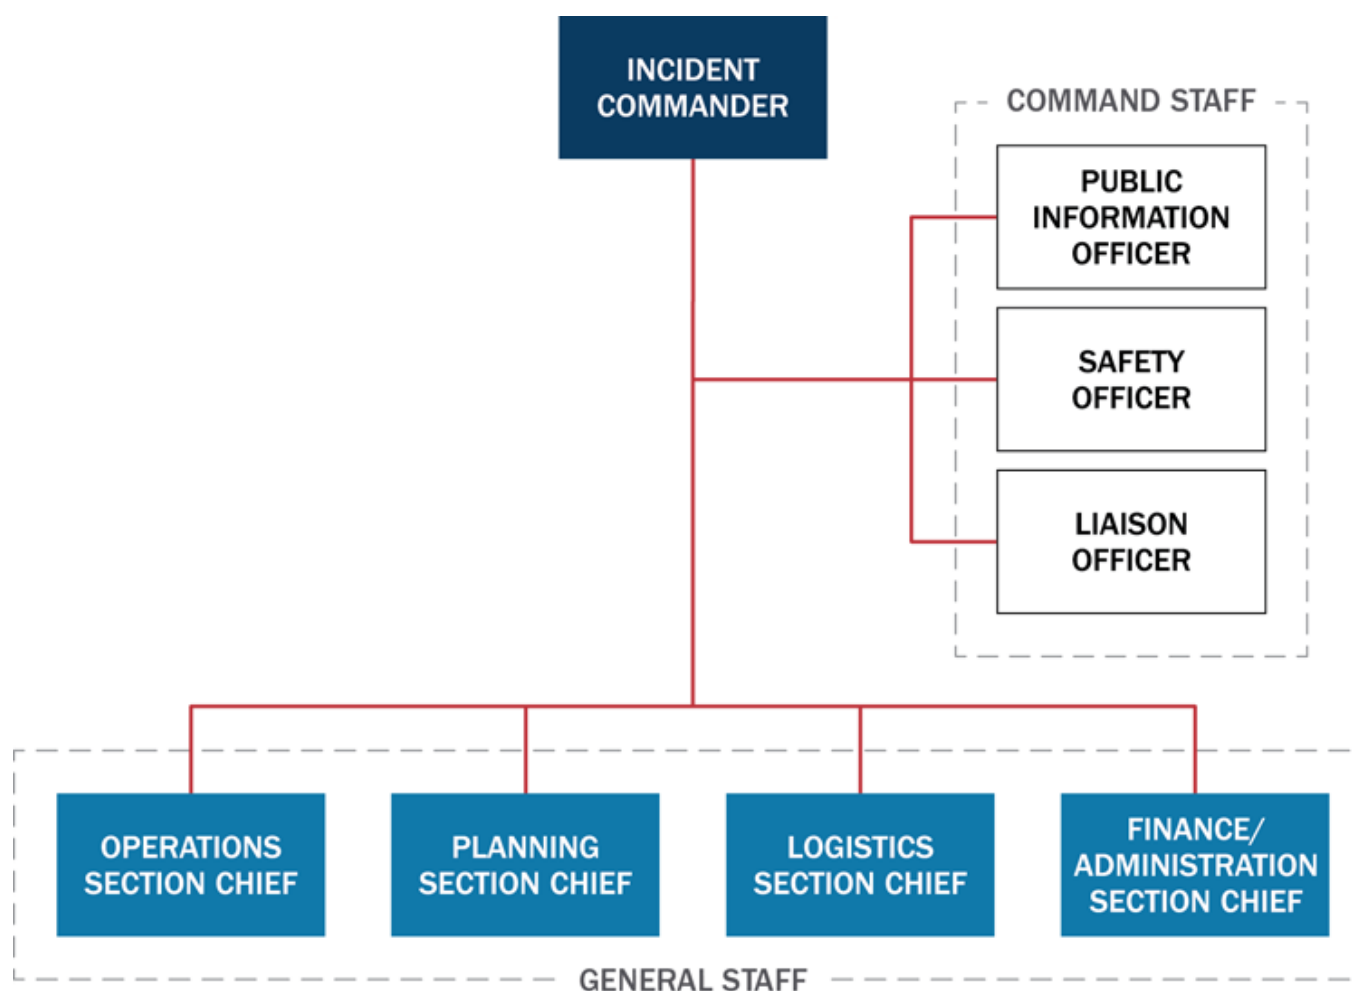 INCIDENT
COMMANDER
COMMAND STAFF
PUBLIC
INFORMATION
OFFICER
SAFETY
OFFICER
LIAISON
OFFICER
OPERATIONS
SECTION CHIEF
PLANNING
SECTION CHIEF
LOGISTICS
SECTION CHIEF
FINANCE/
ADMINISTRATION
SECTION CHIEF
GENERAL STAFF